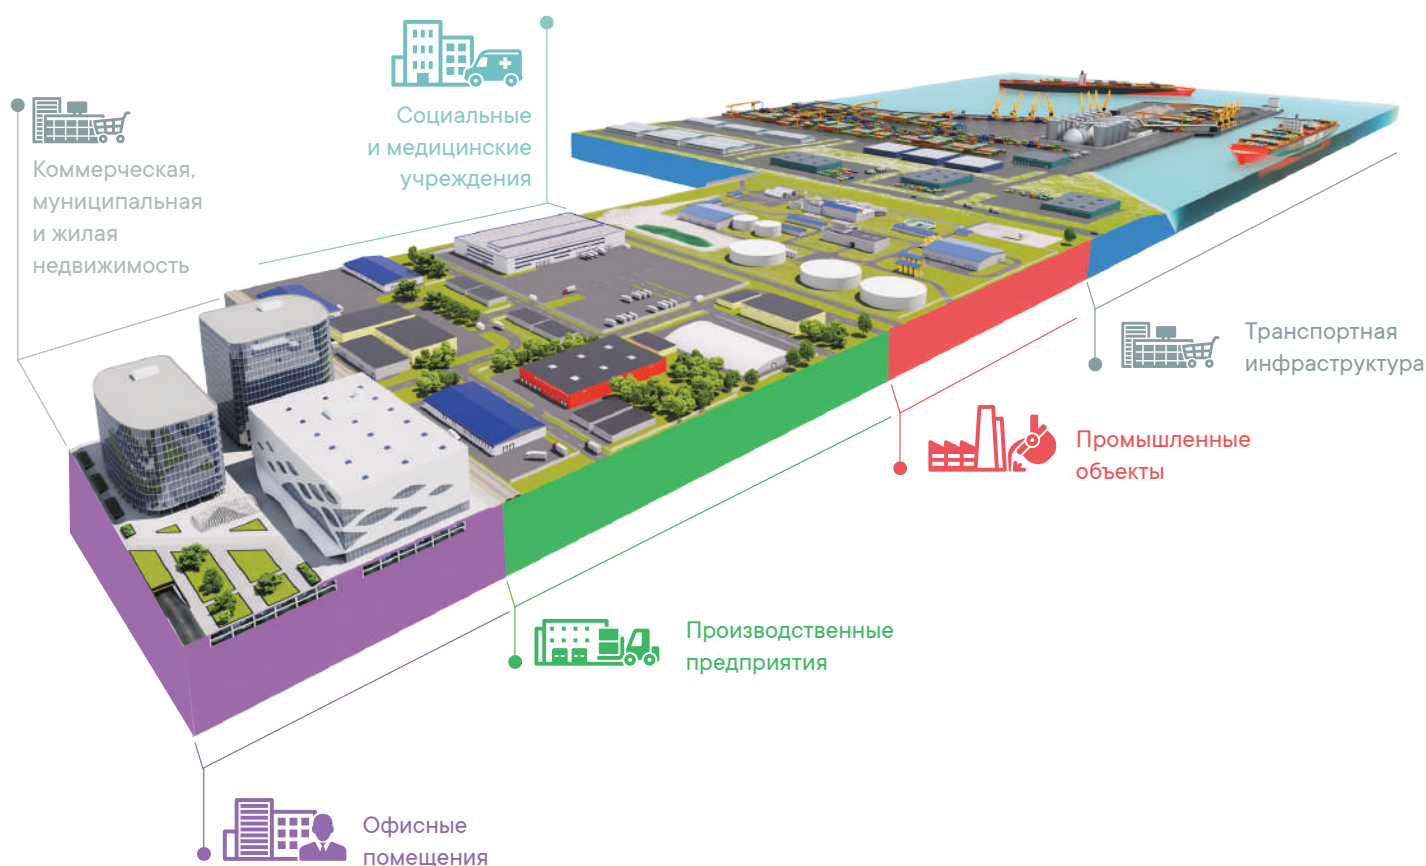 Социальные
и медицинские
учреждения
Коммерческая,
муниципальная
и жилая
недвижимость
Транспортная
инфраструктура
Промышленные
объекты
Производственные
предприятия
Офисные
помещения